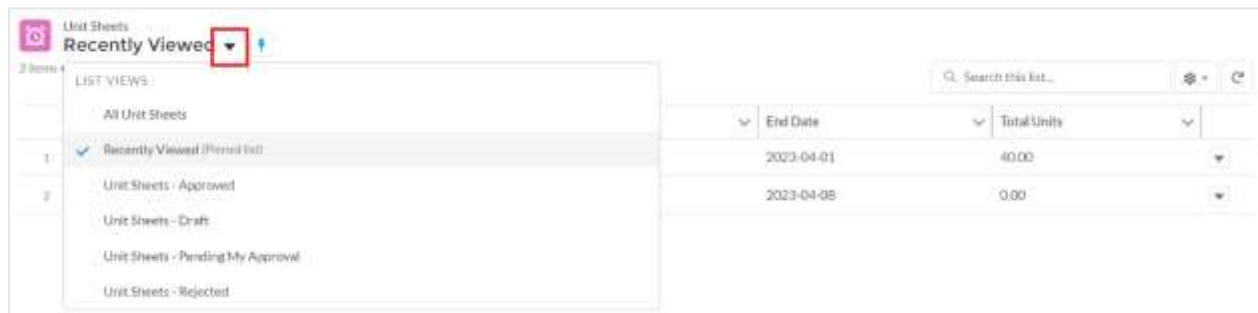 Unit Sheets
Recently Viewed
2 items
LIST VIEWS
Search this list...
All Unit Sheets
End Date
Total Units
Recently Viewed (Pinned list)
1
2023-04-01
40.00
Unit Sheets - Approved
2
2023-04-08
0.00
Unit Sheets - Draft
Unit Sheets - Pending My Approval
Unit Sheets - Rejected